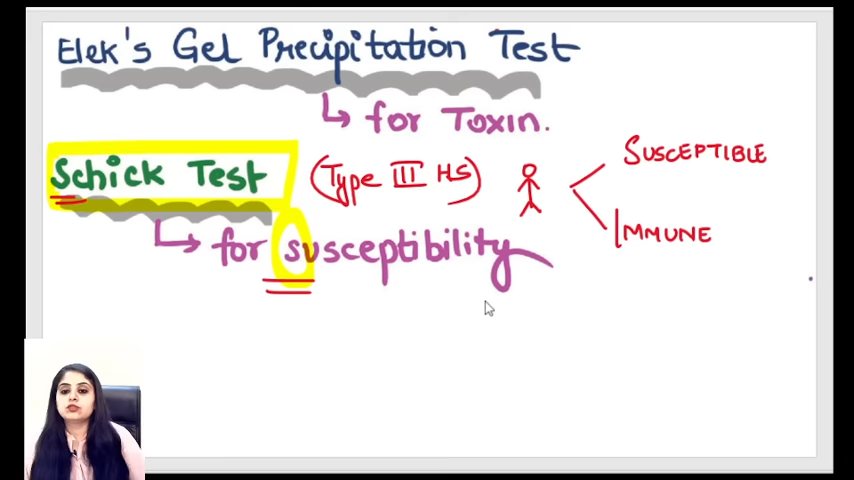 Elek's Gel Precipitation Test
↳ for Toxin.
Schick Test (Type III HS)
SUSCEPTIBLE
IMMUNE
↳ for susceptibility